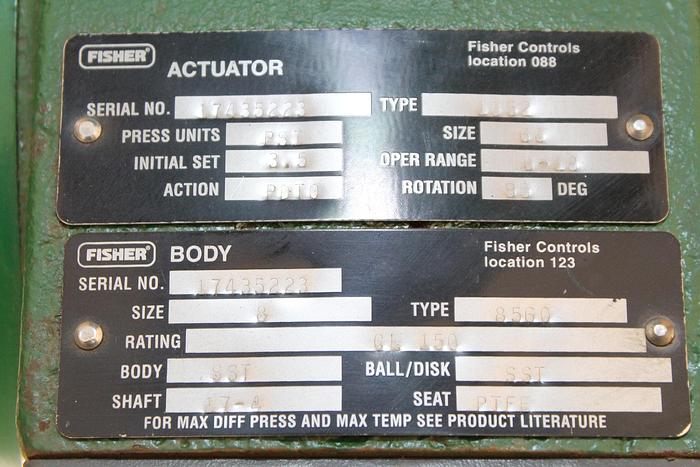 FISHER®
ACTUATOR
Fisher Controls
location 088
SERIAL NO. 17435223 TYPE
PRESS UNITS PSI SIZE
INITIAL SET 3.5 OPER RANGE
ACTION PDTO ROTATION DEG
FISHER®
BODY
Fisher Controls
location 123
SERIAL NO. 17435223
SIZE 8 TYPE 8560
RATING CL 150
BODY SST BALL/DISK SST
SHAFT 17-4 SEAT PTFE
FOR MAX DIFF PRESS AND MAX TEMP SEE PRODUCT LITERATURE